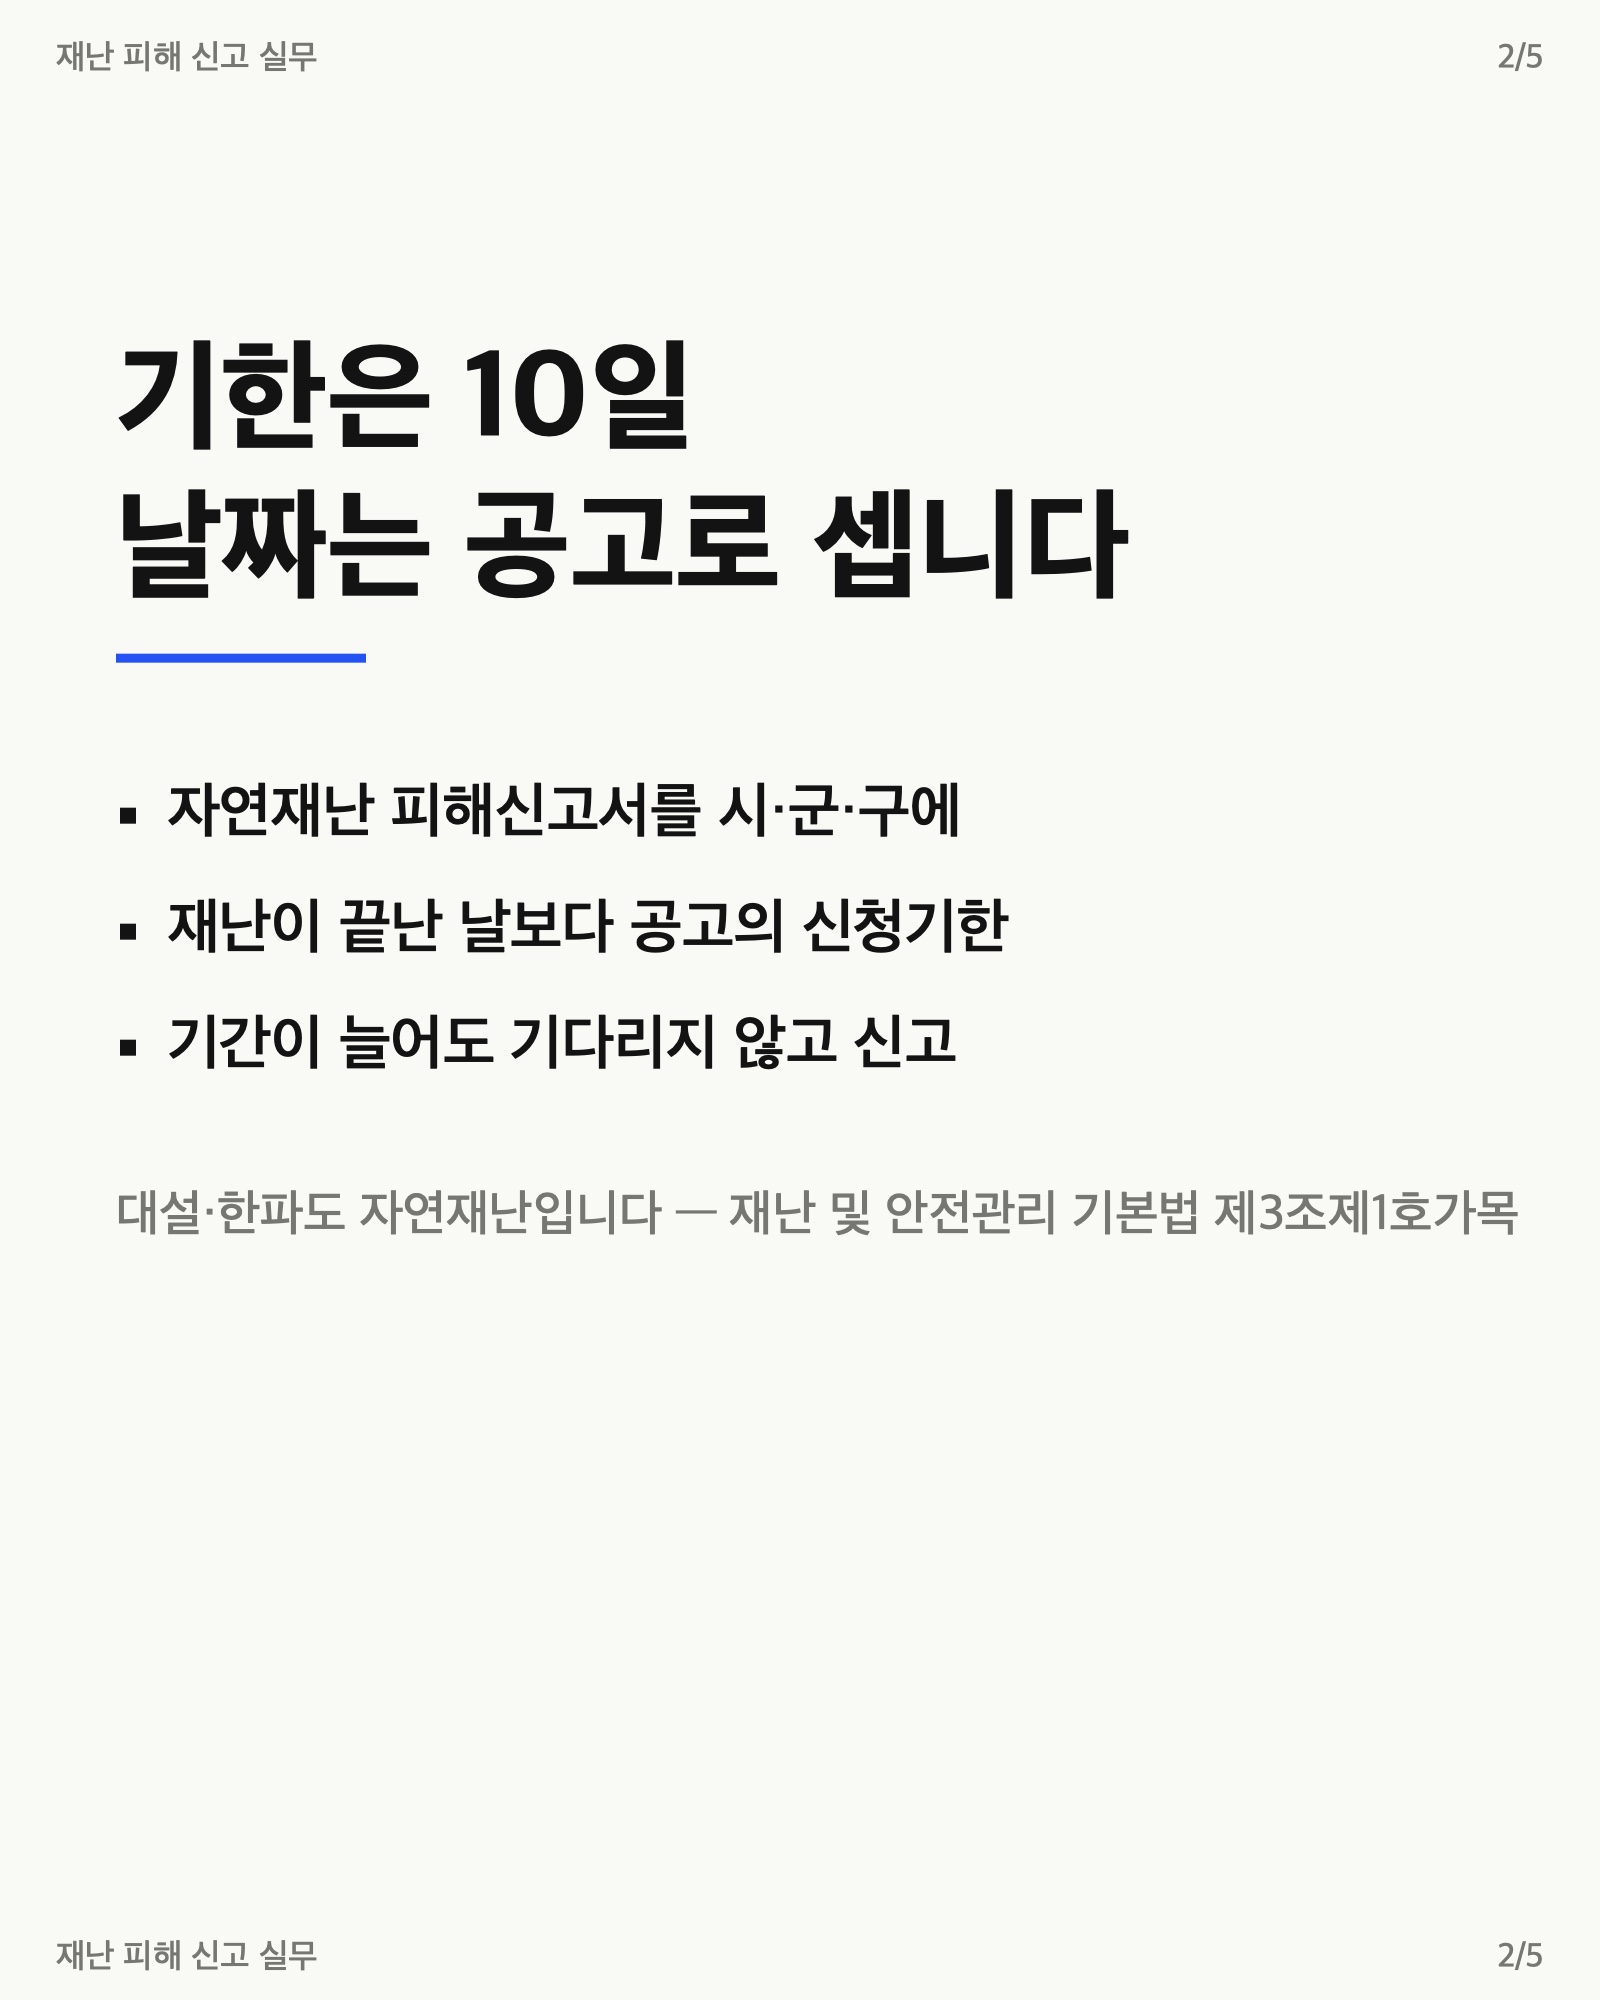 재난 피해 신고 실무
2/5
기한은 10일
날짜는 공고로 셉니다
▪ 자연재난 피해신고서를 시·군·구에
▪ 재난이 끝난 날보다 공고의 신청기한
▪ 기간이 늘어도 기다리지 않고 신고
대설·한파도 자연재난입니다 — 재난 및 안전관리 기본법 제3조제1호가목
재난 피해 신고 실무
2/5